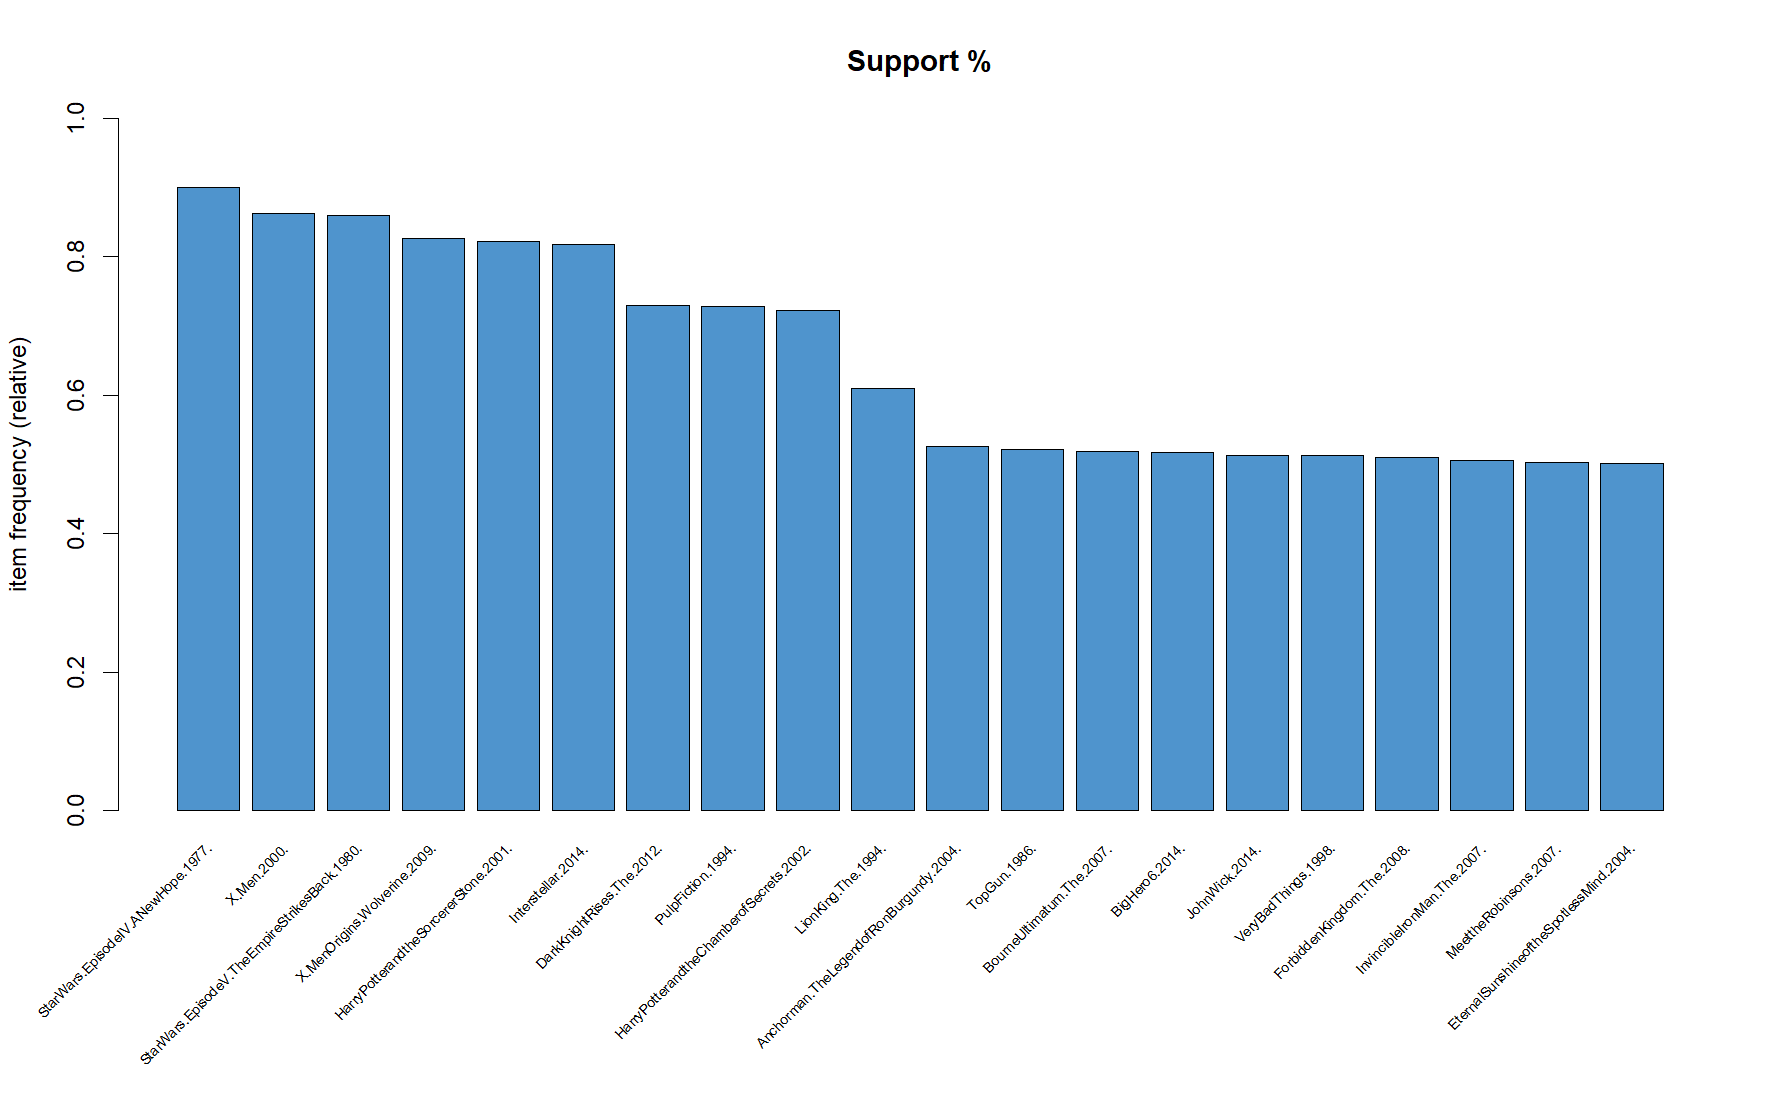 Support %
item frequency (relative)
1.0
0.8
0.6
0.4
0.2
0.0
StarWars.EpisodeIV.ANewHope.1977.
X.Men.2000.
StarWars.EpisodeV.TheEmpireStrikesBack.1980.
X.MenOrigins.Wolverine.2009.
HarryPotterandtheSorcererStone.2001.
Interstellar.2014.
DarkKnightRises.The.2012.
PulpFiction.1994.
HarryPotterandtheChamberofSecrets.2002.
LionKing.The.1994.
Anchorman.TheLegendofRonBurgundy.2004.
TopGun.1986.
BourneUltimatum.The.2007.
BigHero6.2014.
JohnWick.2014.
VeryBadThings.1998.
ForbiddenKingdom.The.2008.
InvincibleIronMan.The.2007.
MeettheRobinsons.2007.
EternalSunshineoftheSpotlessMind.2004.